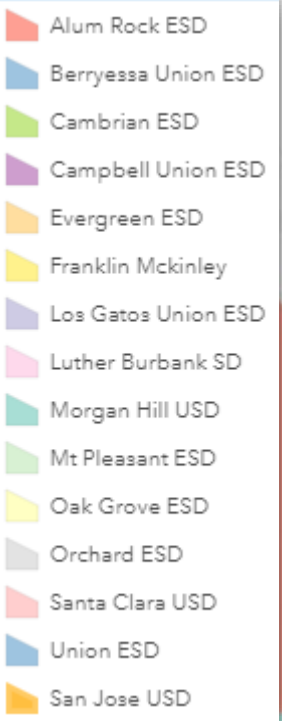 Alum Rock ESD
Berryessa Union ESD
Cambrian ESD
Campbell Union ESD
Evergreen ESD
Franklin Mckinley
Los Gatos Union ESD
Luther Burbank SD
Morgan Hill USD
Mt Pleasant ESD
Oak Grove ESD
Orchard ESD
Santa Clara USD
Union ESD
San Jose USD